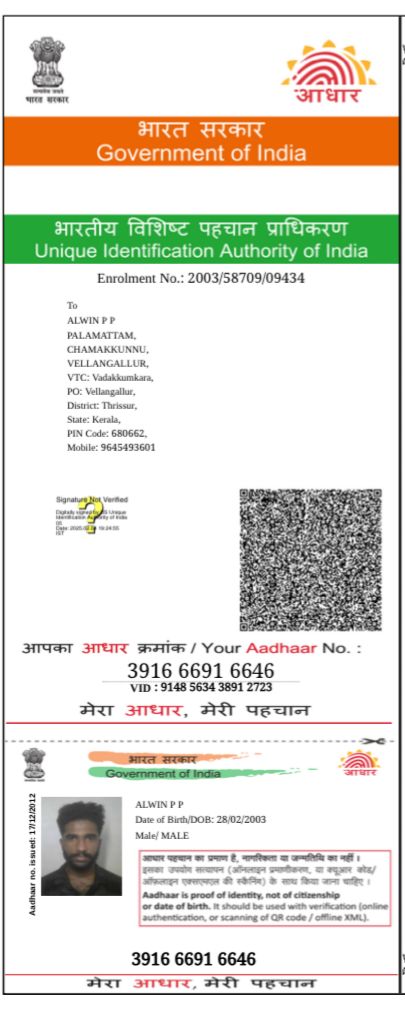 सत्यमेव जयते
भारत सरकार
आधार
भारत सरकार
Government of India
भारतीय विशिष्ट पहचान प्राधिकरण
Unique Identification Authority of India
Enrolment No.: 2003/58709/09434
To
ALWIN P P
PALAMATTAM,
CHAMAKKUNNU,
VELLANGALLUR,
VTC: Vadakkumkara,
PO: Vellangallur,
District: Thrissur,
State: Kerala,
PIN Code: 680662,
Mobile: 9645493601
Signature Not Verified
Digitally signed by DS Unique
Identification Authority of India
05
Date: 2025 19:24:55
IST
आपका आधार क्रमांक / Your Aadhaar No. :
3916 6691 6646
VID : 9148 5634 3891 2723
मेरा आधार, मेरी पहचान
भारत सरकार
Government of India
आधार
Aadhaar no. issued: 17/12/2012
ALWIN P P
Date of Birth/DOB: 28/02/2003
Male/ MALE
आधार पहचान का प्रमाण है, नागरिकता या जन्मतिथि का नहीं ।
इसका उपयोग सत्यापन (ऑनलाइन प्रमाणीकरण, या क्यूआर कोड/
ऑफ़लाइन एक्सएमएल की स्कैनिंग) के साथ किया जाना चाहिए ।
Aadhaar is proof of identity, not of citizenship
or date of birth. It should be used with verification (online
authentication, or scanning of QR code / offline XML).
3916 6691 6646
मेरा आधार, मेरी पहचान